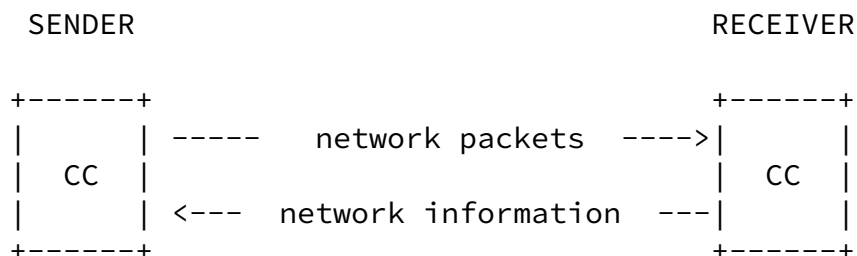 SENDER                                RECEIVER

+------+                              +------+
|      | -----   network packets  ---->|      |
|  CC  |                              |  CC  |
|      | <---  network information  ---|      |
+------+                              +------+